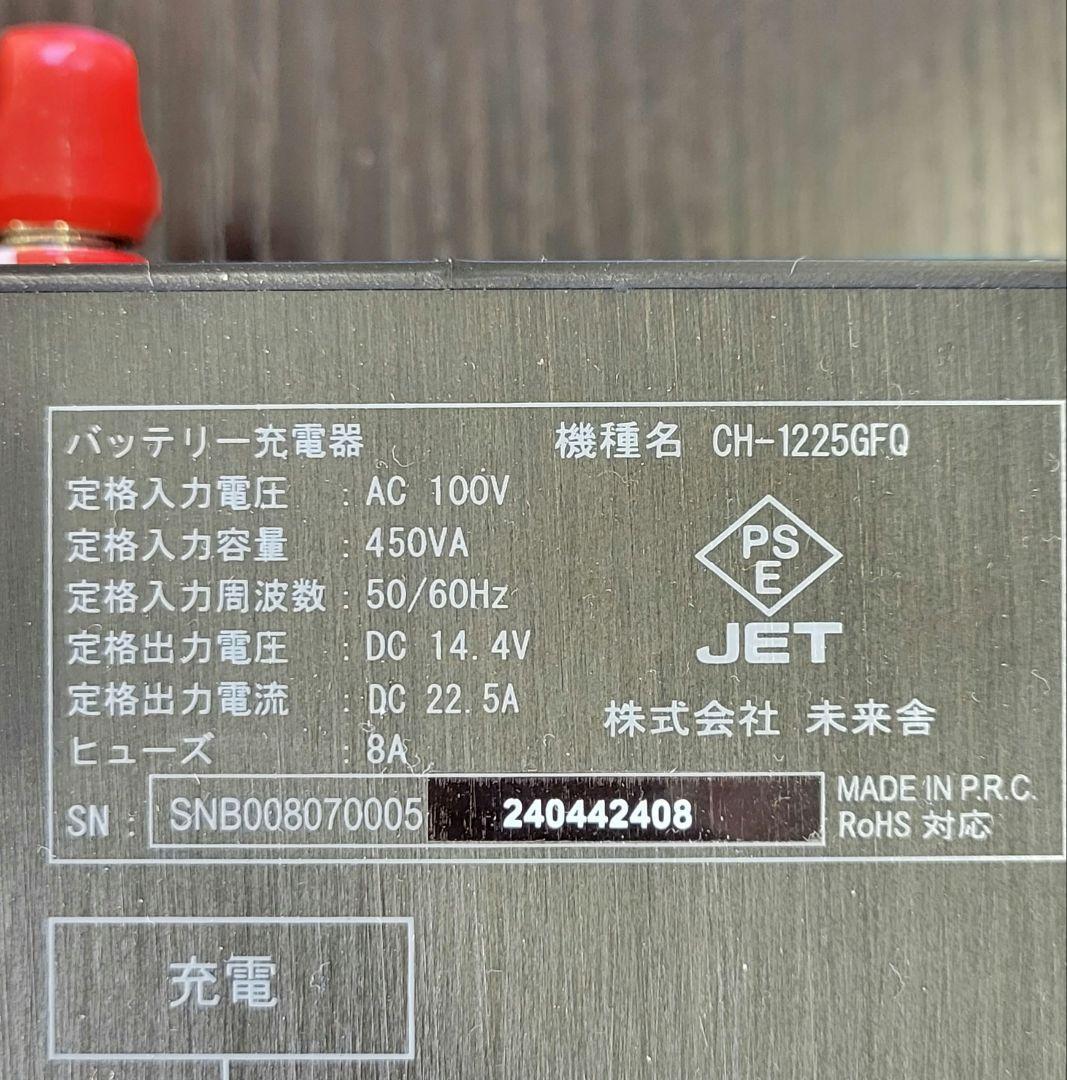 バッテリー充電器 機種名 CH-1225GFQ
定格入力電圧 : AC 100V
定格入力容量 : 450VA
定格入力周波数 : 50/60Hz
定格出力電圧 : DC 14.4V
定格出力電流 : DC 22.5A
ヒューズ : 8A
PS
E
JET
株式会社 未来舎
SN : SNB008070005 240442408
MADE IN P.R.C.
RoHS 対応
充電